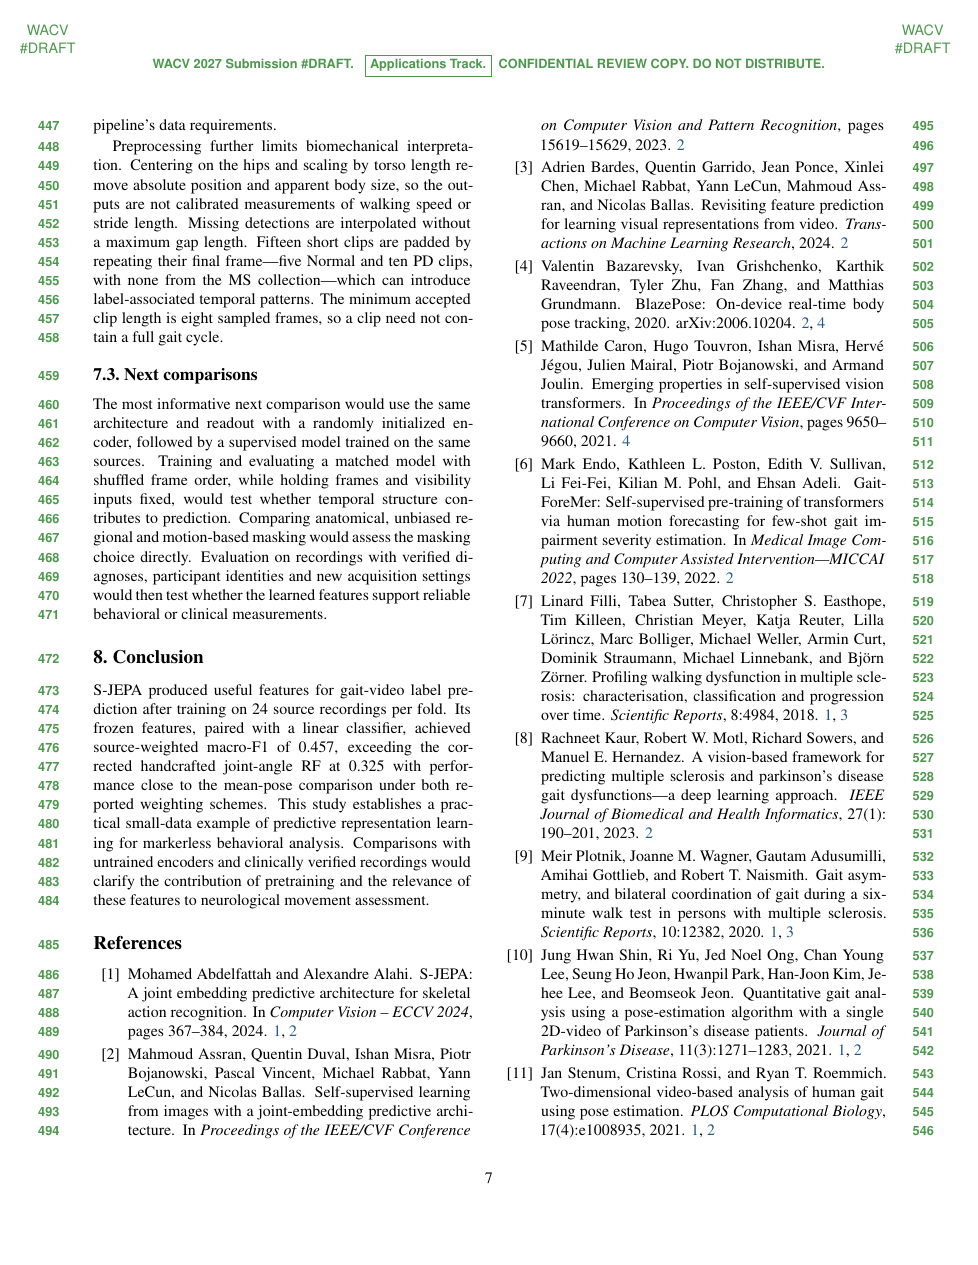 WACV
#DRAFT
WACV
#DRAFT
WACV 2027 Submission #DRAFT. Applications Track. CONFIDENTIAL REVIEW COPY. DO NOT DISTRIBUTE.
447 pipeline's data requirements.
448 Preprocessing further limits biomechanical interpreta-
449 tion. Centering on the hips and scaling by torso length re-
450 move absolute position and apparent body size, so the out-
451 puts are not calibrated measurements of walking speed or
452 stride length. Missing detections are interpolated without
453 a maximum gap length. Fifteen short clips are padded by
454 repeating their final frame—five Normal and ten PD clips,
455 with none from the MS collection—which can introduce
456 label-associated temporal patterns. The minimum accepted
457 clip length is eight sampled frames, so a clip need not con-
458 tain a full gait cycle.
459 7.3. Next comparisons
460 The most informative next comparison would use the same
461 architecture and readout with a randomly initialized en-
462 coder, followed by a supervised model trained on the same
463 sources. Training and evaluating a matched model with
464 shuffled frame order, while holding frames and visibility
465 inputs fixed, would test whether temporal structure con-
466 tributes to prediction. Comparing anatomical, unbiased re-
467 gional and motion-based masking would assess the masking
468 choice directly. Evaluation on recordings with verified di-
469 agnoses, participant identities and new acquisition settings
470 would then test whether the learned features support reliable
471 behavioral or clinical measurements.
472 8. Conclusion
473 S-JEPA produced useful features for gait-video label pre-
474 diction after training on 24 source recordings per fold. Its
475 frozen features, paired with a linear classifier, achieved
476 source-weighted macro-F1 of 0.457, exceeding the cor-
477 rected handcrafted joint-angle RF at 0.325 with perfor-
478 mance close to the mean-pose comparison under both re-
479 ported weighting schemes. This study establishes a prac-
480 tical small-data example of predictive representation learn-
481 ing for markerless behavioral analysis. Comparisons with
482 untrained encoders and clinically verified recordings would
483 clarify the contribution of pretraining and the relevance of
484 these features to neurological movement assessment.
485 References
486 [1] Mohamed Abdelfattah and Alexandre Alahi. S-JEPA:
487 A joint embedding predictive architecture for skeletal
488 action recognition. In Computer Vision – ECCV 2024,
489 pages 367–384, 2024. 1, 2
490 [2] Mahmoud Assran, Quentin Duval, Ishan Misra, Piotr
491 Bojanowski, Pascal Vincent, Michael Rabbat, Yann
492 LeCun, and Nicolas Ballas. Self-supervised learning
493 from images with a joint-embedding predictive archi-
494 tecture. In Proceedings of the IEEE/CVF Conference
on Computer Vision and Pattern Recognition, pages 495
15619–15629, 2023. 2 496
[3] Adrien Bardes, Quentin Garrido, Jean Ponce, Xinlei 497
Chen, Michael Rabbat, Yann LeCun, Mahmoud Ass- 498
ran, and Nicolas Ballas. Revisiting feature prediction 499
for learning visual representations from video. Trans- 500
actions on Machine Learning Research, 2024. 2 501
[4] Valentin Bazarevsky, Ivan Grishchenko, Karthik 502
Raveendran, Tyler Zhu, Fan Zhang, and Matthias 503
Grundmann. BlazePose: On-device real-time body 504
pose tracking, 2020. arXiv:2006.10204. 2, 4 505
[5] Mathilde Caron, Hugo Touvron, Ishan Misra, Hervé 506
Jégou, Julien Mairal, Piotr Bojanowski, and Armand 507
Joulin. Emerging properties in self-supervised vision 508
transformers. In Proceedings of the IEEE/CVF Inter- 509
national Conference on Computer Vision, pages 9650– 510
9660, 2021. 4 511
[6] Mark Endo, Kathleen L. Poston, Edith V. Sullivan, 512
Li Fei-Fei, Kilian M. Pohl, and Ehsan Adeli. Gait- 513
ForeMer: Self-supervised pre-training of transformers 514
via human motion forecasting for few-shot gait im- 515
pairment severity estimation. In Medical Image Com- 516
puting and Computer Assisted Intervention—MICCAI 517
2022, pages 130–139, 2022. 2 518
[7] Linard Filli, Tabea Sutter, Christopher S. Easthope, 519
Tim Killeen, Christian Meyer, Katja Reuter, Lilla 520
Lörincz, Marc Bolliger, Michael Weller, Armin Curt, 521
Dominik Straumann, Michael Linnebank, and Björn 522
Zörner. Profiling walking dysfunction in multiple scle- 523
rosis: characterisation, classification and progression 524
over time. Scientific Reports, 8:4984, 2018. 1, 3 525
[8] Rachneet Kaur, Robert W. Motl, Richard Sowers, and 526
Manuel E. Hernandez. A vision-based framework for 527
predicting multiple sclerosis and parkinson's disease 528
gait dysfunctions—a deep learning approach. IEEE 529
Journal of Biomedical and Health Informatics, 27(1): 530
190–201, 2023. 2 531
[9] Meir Plotnik, Joanne M. Wagner, Gautam Adusumilli, 532
Amihai Gottlieb, and Robert T. Naismith. Gait asym- 533
metry, and bilateral coordination of gait during a six- 534
minute walk test in persons with multiple sclerosis. 535
Scientific Reports, 10:12382, 2020. 1, 3 536
[10] Jung Hwan Shin, Ri Yu, Jed Noel Ong, Chan Young 537
Lee, Seung Ho Jeon, Hwanpil Park, Han-Joon Kim, Je- 538
hee Lee, and Beomseok Jeon. Quantitative gait anal- 539
ysis using a pose-estimation algorithm with a single 540
2D-video of Parkinson's disease patients. Journal of 541
Parkinson's Disease, 11(3):1271–1283, 2021. 1, 2 542
[11] Jan Stenum, Cristina Rossi, and Ryan T. Roemmich. 543
Two-dimensional video-based analysis of human gait 544
using pose estimation. PLOS Computational Biology, 545
17(4):e1008935, 2021. 1, 2 546
7